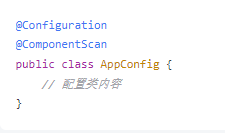 @Configuration
@ComponentScan
public class AppConfig {
    // 配置类内容
}